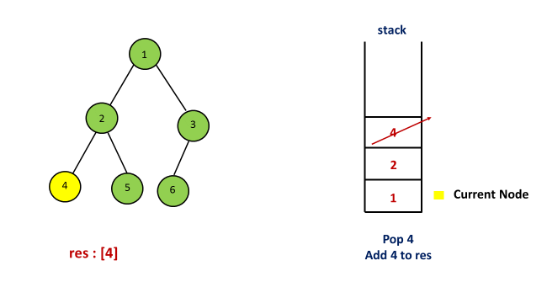 stack
1
2
3
4
5
6
4
2
1
Current Node
res : [4]
Pop 4
Add 4 to res